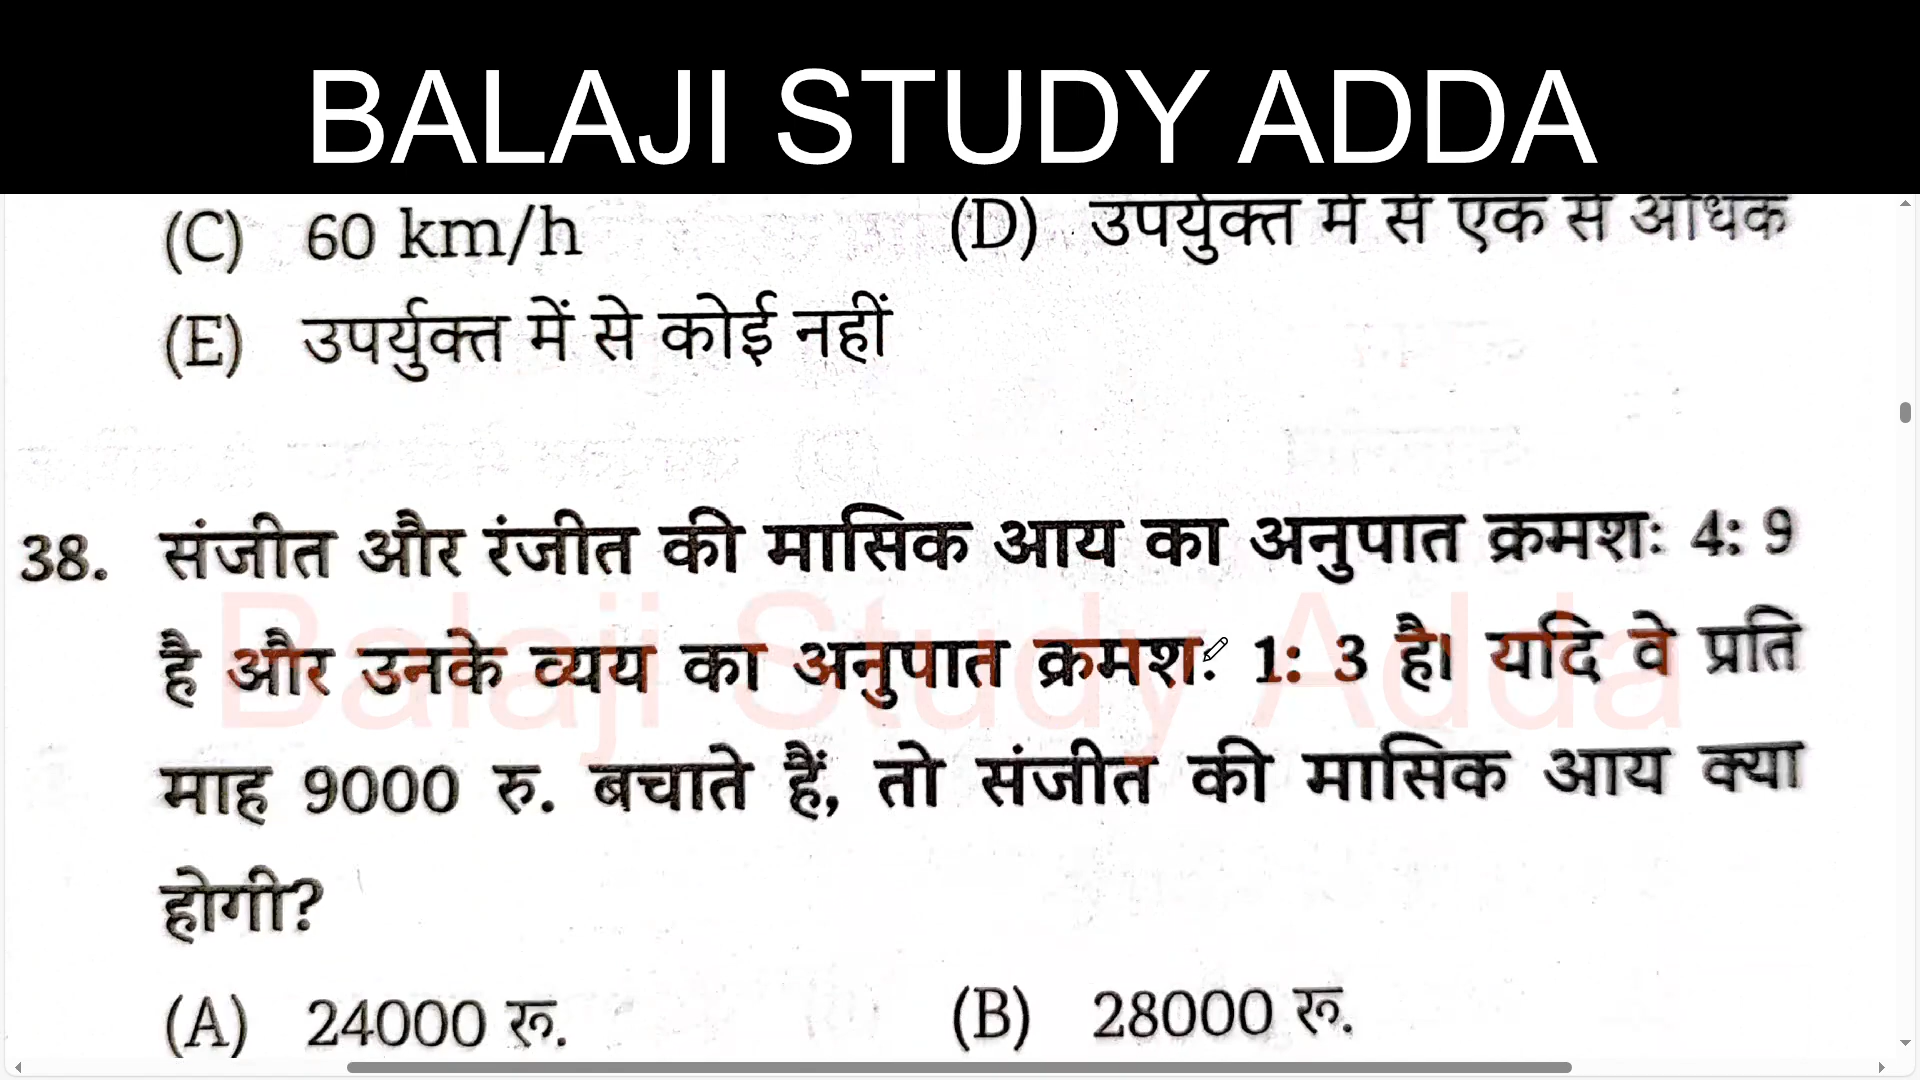 BALAJI STUDY ADDA
(C) 60 km/h (D) उपर्युक्त में से एक से अधिक
(E) उपर्युक्त में से कोई नहीं
38. संजीत और रंजीत की मासिक आय का अनुपात क्रमशः 4: 9
Balaji Study Adda
है और उनके व्यय का अनुपात क्रमशः 1: 3 है। यदि वे प्रति
माह 9000 रु. बचाते हैं, तो संजीत की मासिक आय क्या
होगी?
(A) 24000 रू. (B) 28000 रू.